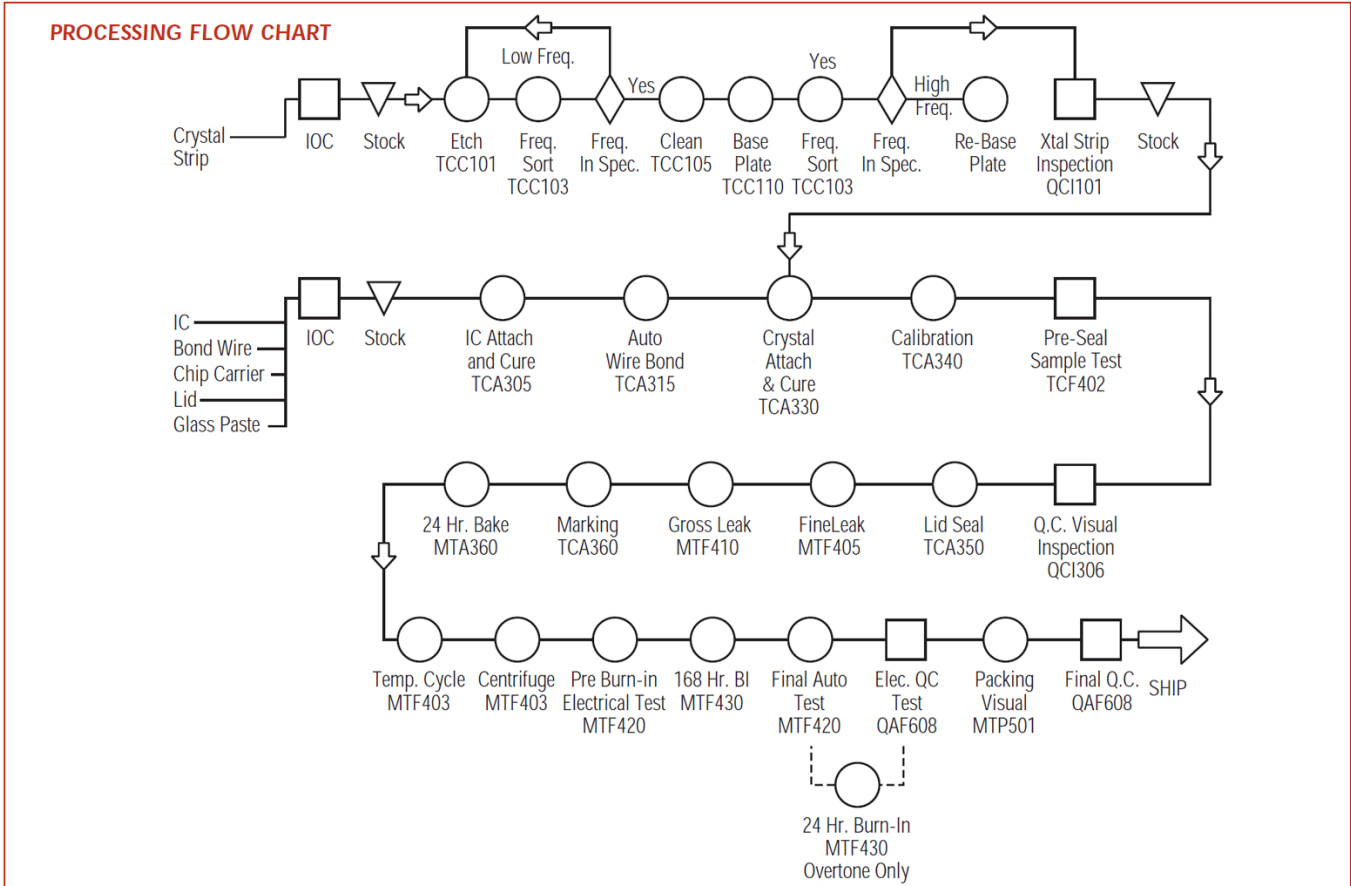 PROCESSING FLOW CHART
Low Freq.
Yes
Yes
High
Freq.
Crystal
Strip
IOC
Stock
Etch
TCC101
Freq.
Sort
TCC103
Freq.
In Spec.
Clean
TCC105
Base
Plate
TCC110
Freq.
Sort
TCC103
Freq.
In Spec.
Re-Base
Plate
Xtal Strip
Inspection
QCI101
Stock
IC
Bond Wire
Chip Carrier
Lid
Glass Paste
IOC
Stock
IC Attach
and Cure
TCA305
Auto
Wire Bond
TCA315
Crystal
Attach
& Cure
TCA330
Calibration
TCA340
Pre-Seal
Sample Test
TCF402
24 Hr. Bake
MTA360
Marking
TCA360
Gross Leak
MTF410
FineLeak
MTF405
Lid Seal
TCA350
Q.C. Visual
Inspection
QCI306
Temp. Cycle
MTF403
Centrifuge
MTF403
Pre Burn-in
Electrical Test
MTF420
168 Hr. BI
MTF430
Final Auto
Test
MTF420
Elec. QC
Test
QAF608
Packing
Visual
MTP501
Final Q.C.
QAF608
SHIP
24 Hr. Burn-In
MTF430
Overtone Only